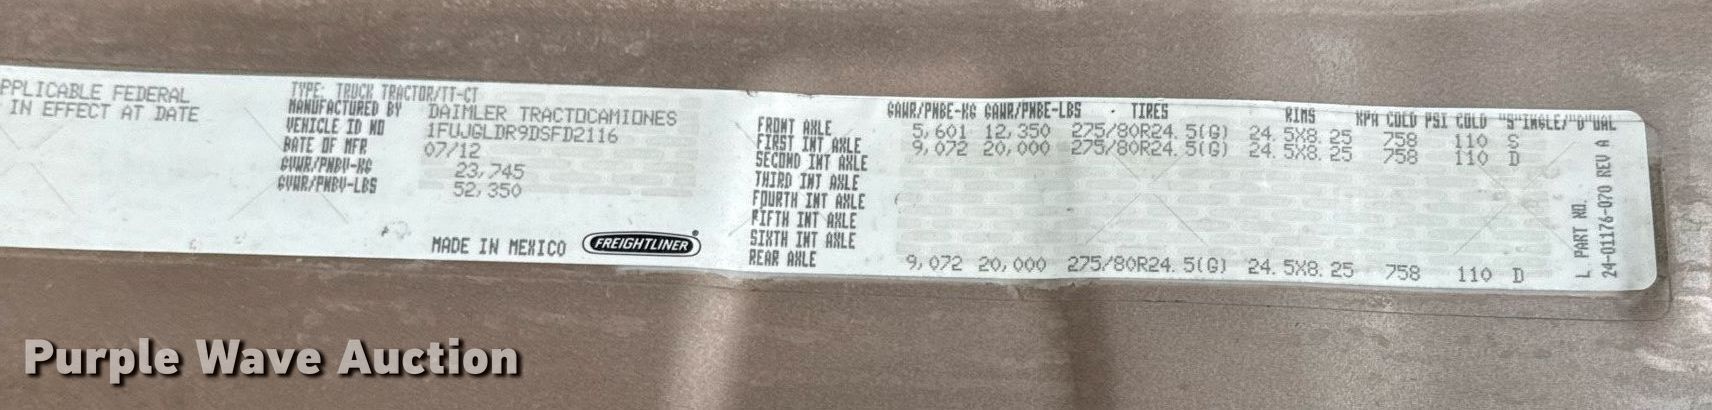 PPLICABLE FEDERAL
IN EFFECT AT DATE
TYPE: TRUCK TRACTOR/TT-CT
MANUFACTURED BY DAIMLER TRACTOCAMIONES
VEHICLE ID NO 1FUJGLDR9DSFD2116
DATE OF MFR 07/12
GVWR/PNBV-KG 23,745
GVWR/PNBV-LBS 52,350
MADE IN MEXICO FREIGHTLINER
GAWR/PNBE-KG GAWR/PNBE-LBS - TIRES RIMS KPA COLD PSI COLD "S"INGLE/"D"UAL
FRONT AXLE 5,601 12,350 275/80R24.5(G) 24.5X8.25 758 110 S
FIRST INT AXLE 9,072 20,000 275/80R24.5(G) 24.5X8.25 758 110 D
SECOND INT AXLE
THIRD INT AXLE
FOURTH INT AXLE
FIFTH INT AXLE
SIXTH INT AXLE
REAR AXLE 9,072 20,000 275/80R24.5(G) 24.5X8.25 758 110 D
L PART NO.
24-01176-070 REV A
Purple Wave Auction